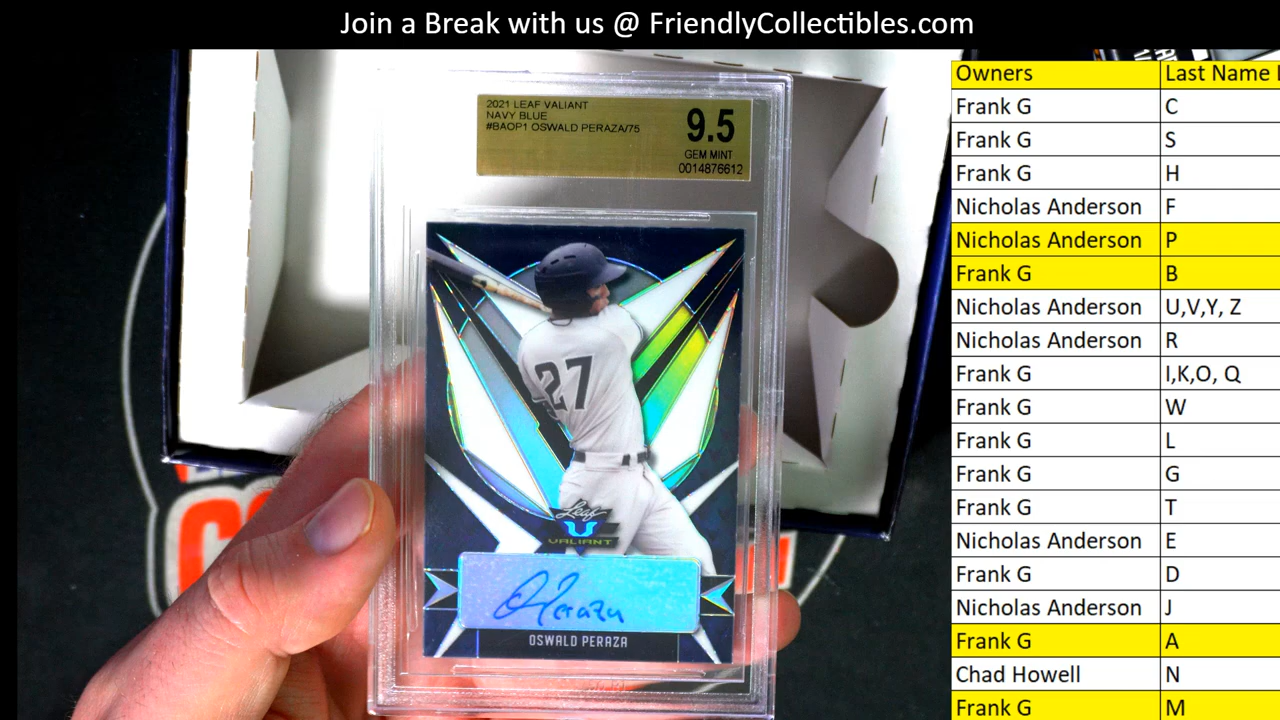 Join a Break with us @ FriendlyCollectibles.com
2021 LEAF VALIANT
NAVY BLUE
#BAOP1 OSWALD PERAZA/75
9.5
GEM MINT
0014876612
27
Leaf
VALIANT
O Peraza
OSWALD PERAZA
Owners Last Name
Frank G C
Frank G S
Frank G H
Nicholas Anderson F
Nicholas Anderson P
Frank G B
Nicholas Anderson U,V,Y, Z
Nicholas Anderson R
Frank G I,K,O, Q
Frank G W
Frank G L
Frank G G
Frank G T
Nicholas Anderson E
Frank G D
Nicholas Anderson J
Frank G A
Chad Howell N
Frank G M